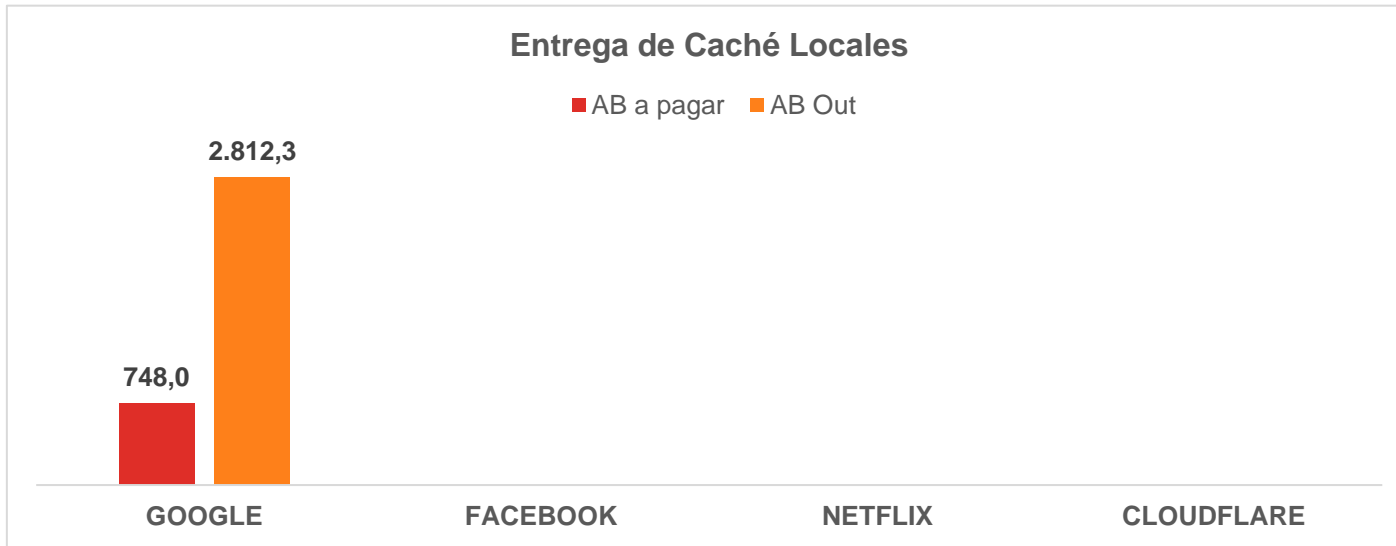 Entrega de Caché Locales
AB a pagar AB Out
2.812,3
748,0
GOOGLE FACEBOOK NETFLIX CLOUDFLARE